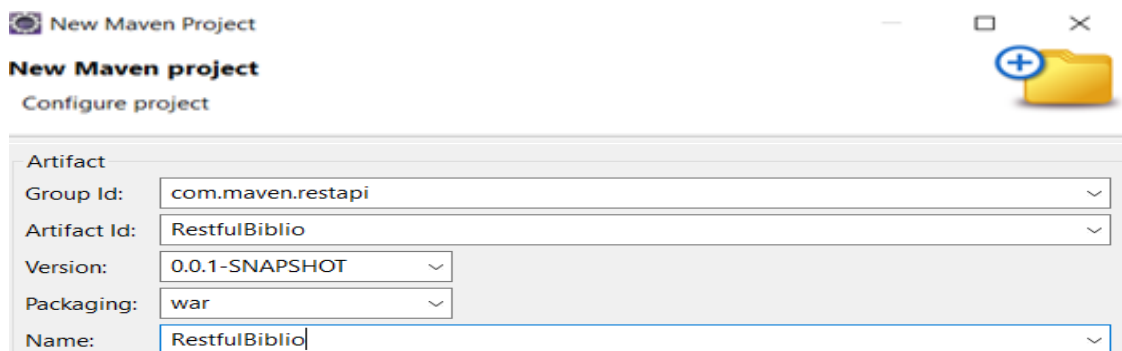 New Maven Project
New Maven project
Configure project
Artifact
Group Id: com.maven.restapi
Artifact Id: RestfulBiblio
Version: 0.0.1-SNAPSHOT
Packaging: war
Name: RestfulBiblio